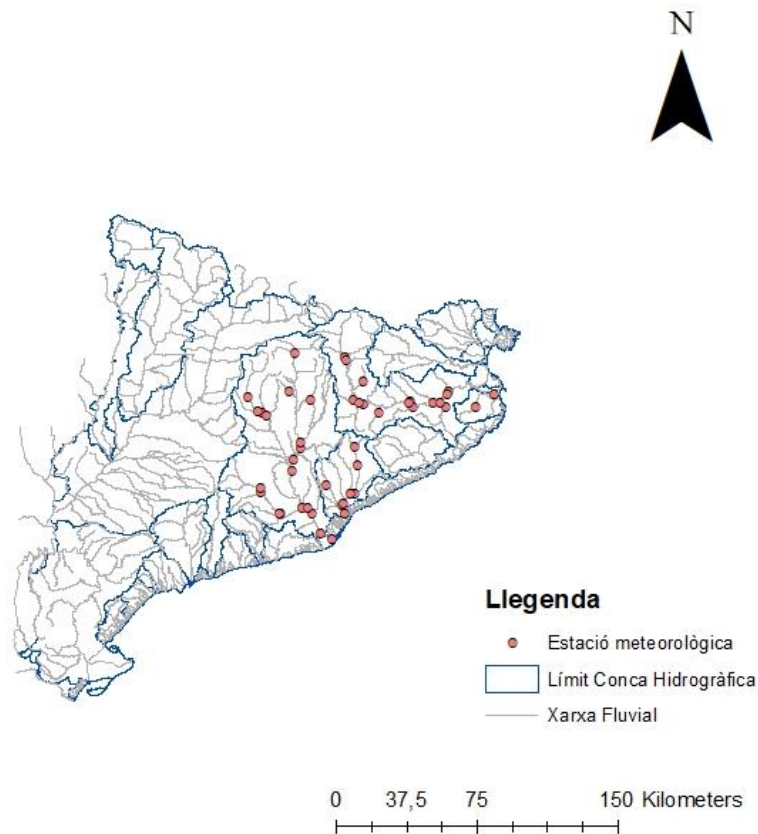 N
Llegenda
Estació meteorològica
Límit Conca Hidrogràfica
Xarxa Fluvial
0 37,5 75 150 Kilometers